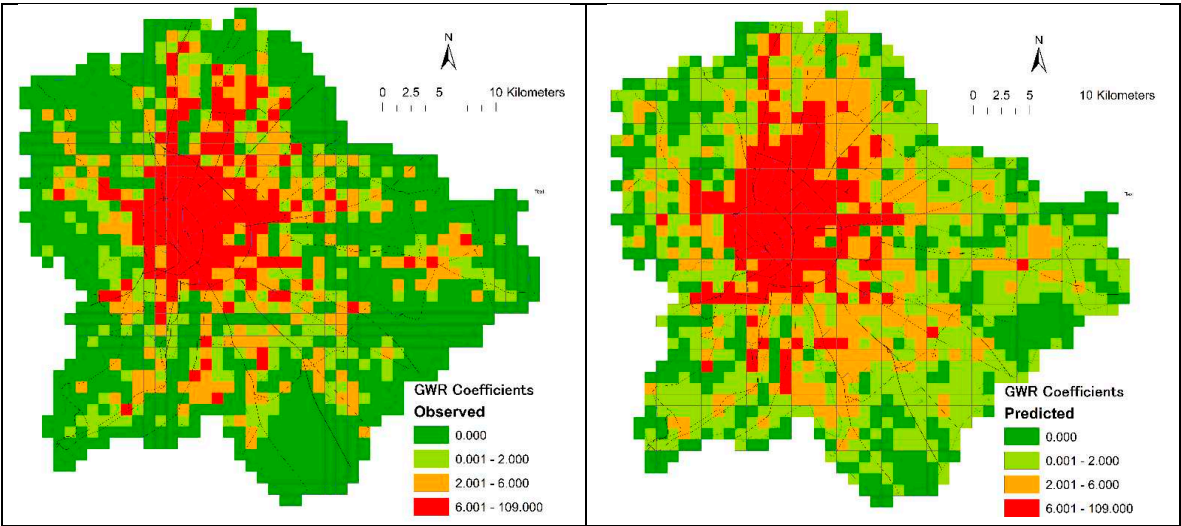 N
0 2.5 5 10 Kilometers
Text
GWR Coefficients
Observed
0.000
0.001 - 2.000
2.001 - 6.000
6.001 - 109.000
N
0 2.5 5 10 Kilometers
Text
GWR Coefficients
Predicted
0.000
0.001 - 2.000
2.001 - 6.000
6.001 - 109.000